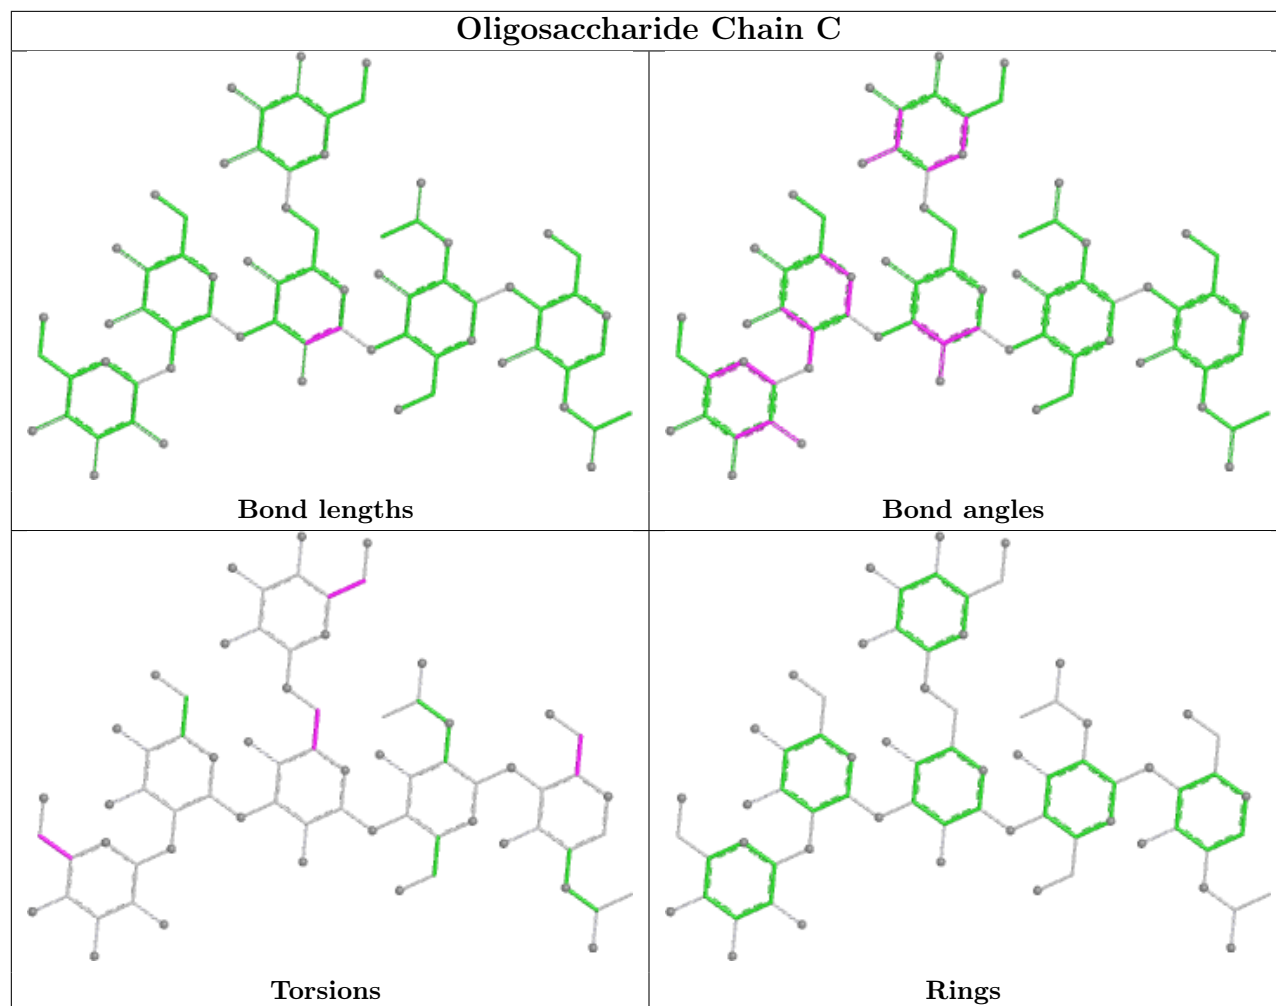 Oligosaccharide Chain C
Bond lengths
Bond angles
Torsions
Rings